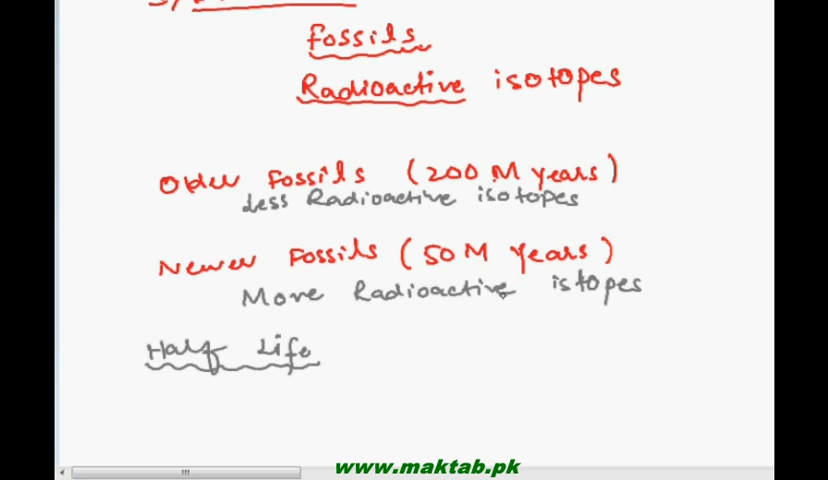 Fossils
Radioactive isotopes
Older Fossils (200 M years)
Less Radioactive isotopes
Newer Fossils (50 M years)
More Radioactive istopes
Half Life
www.maktab.pk